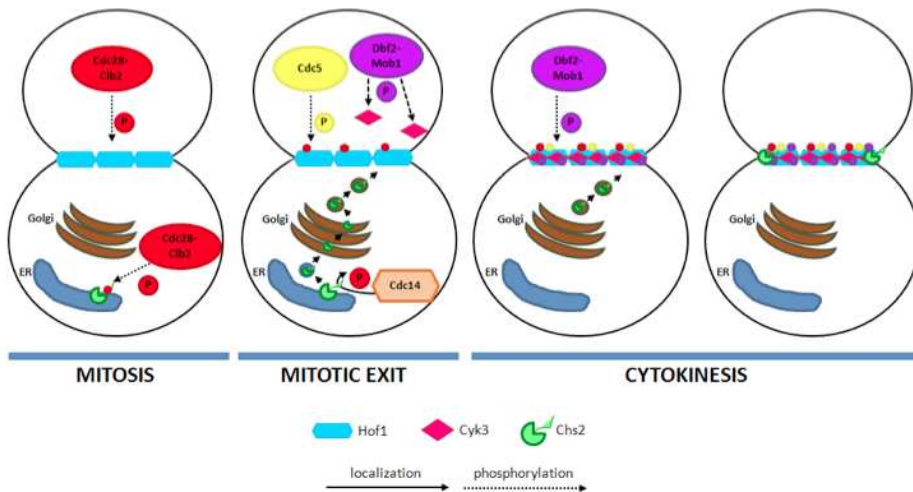 Cdc28-
Clb2
P
Golgi
Cdc28-
Clb2
ER
P
MITOSIS
Cdc5
Dbf2-
Mob1
P
P
Golgi
ER
P
Cdc14
MITOTIC EXIT
Dbf2-
Mob1
P
Golgi
ER
Golgi
ER
CYTOKINESIS
Hof1
Cyk3
Chs2
localization
phosphorylation